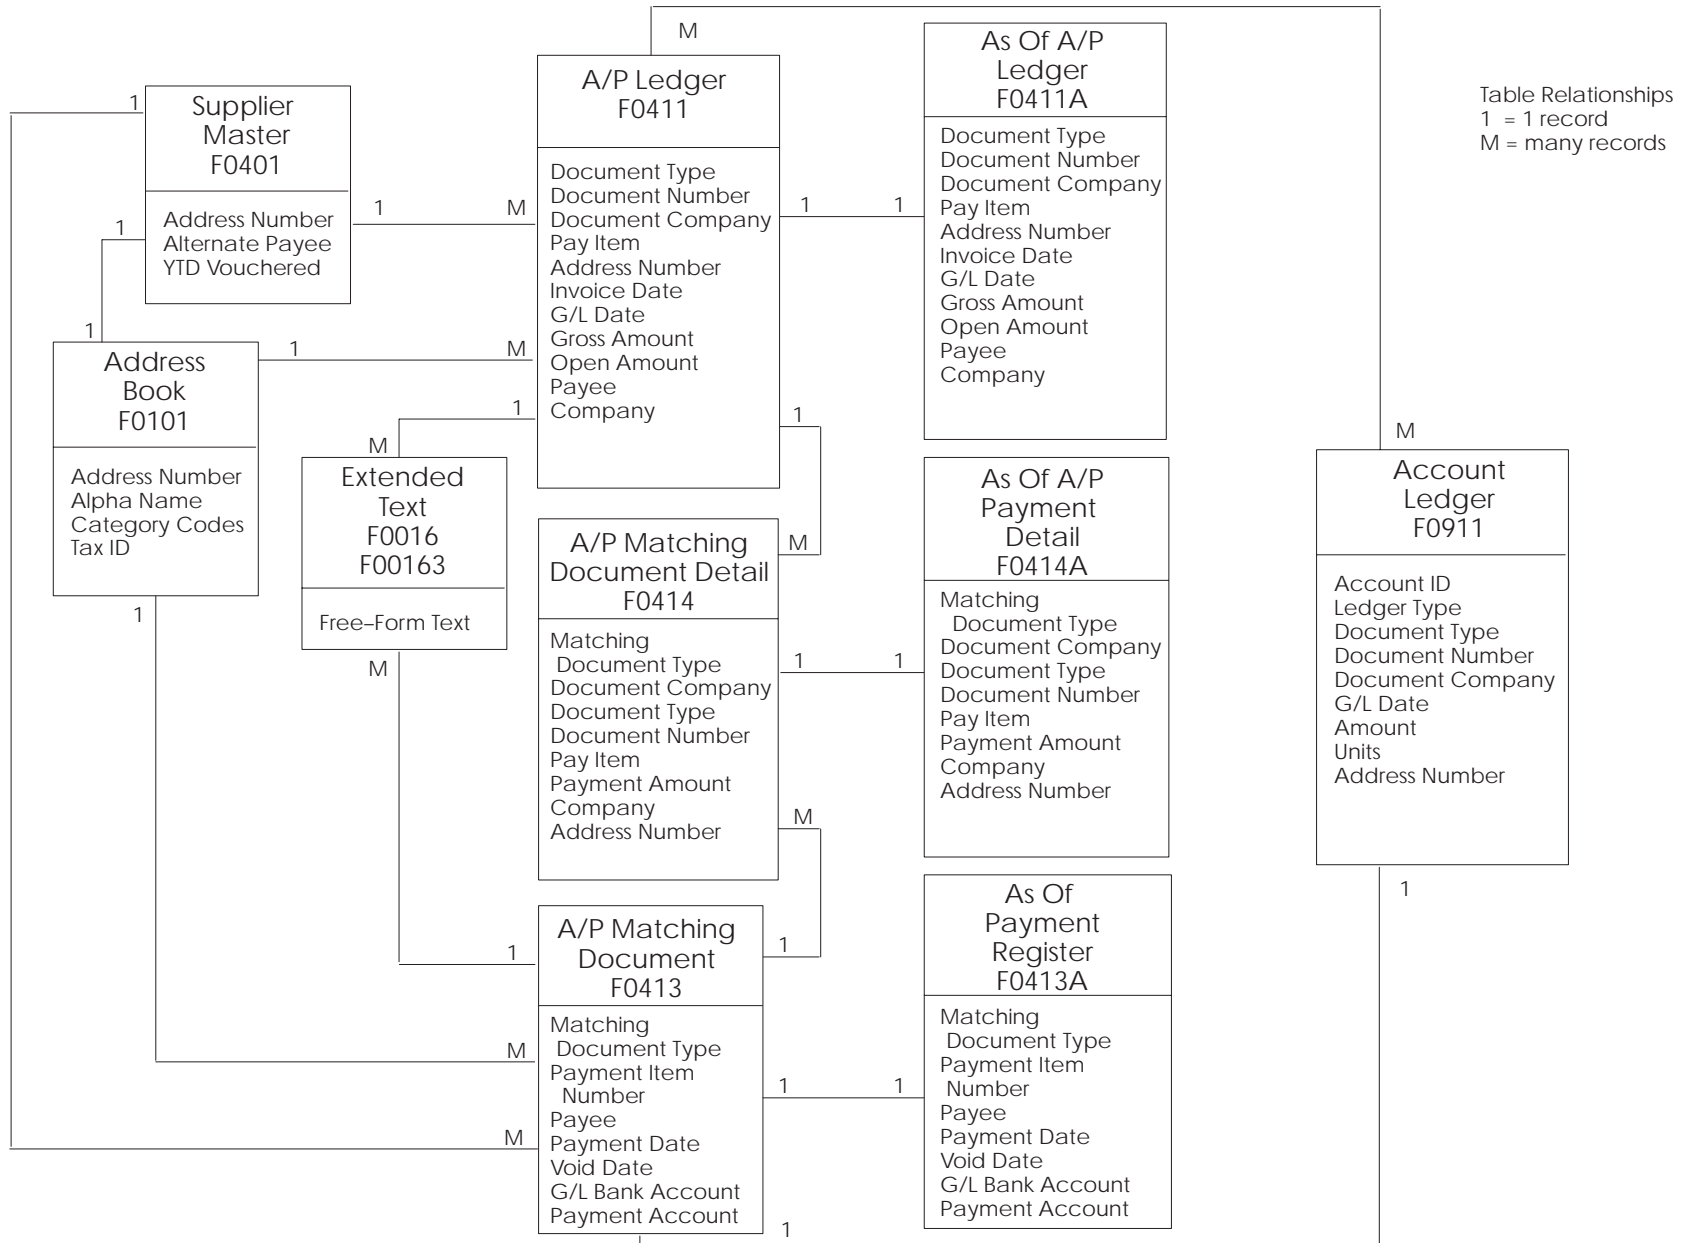 Table Relationships
1 = 1 record
M = many records
1
Supplier
Master
F0401
Address Number
Alternate Payee
YTD Vouchered
1
1
1
M
Address
Book
F0101
Address Number
Alpha Name
Category Codes
Tax ID
1
M
1
M
A/P Ledger
F0411
Document Type
Document Number
Document Company
Pay Item
Address Number
Invoice Date
G/L Date
Gross Amount
Open Amount
Payee
Company
1
M
1
1
1
M
Extended
Text
F0016
F00163
Free–Form Text
M
1
As Of A/P
Ledger
F0411A
Document Type
Document Number
Document Company
Pay Item
Address Number
Invoice Date
G/L Date
Gross Amount
Open Amount
Payee
Company
A/P Matching
Document Detail
F0414
Matching
Document Type
Document Company
Document Type
Document Number
Pay Item
Payment Amount
Company
Address Number
M
1
1
M
1
As Of A/P
Payment
Detail
F0414A
Matching
Document Type
Document Company
Document Type
Document Number
Pay Item
Payment Amount
Company
Address Number
A/P Matching
Document
F0413
Matching
Document Type
Payment Item
Number
Payee
Payment Date
Void Date
G/L Bank Account
Payment Account
M
M
1
1
1
As Of
Payment
Register
F0413A
Matching
Document Type
Payment Item
Number
Payee
Payment Date
Void Date
G/L Bank Account
Payment Account
M
Account
Ledger
F0911
Account ID
Ledger Type
Document Type
Document Number
Document Company
G/L Date
Amount
Units
Address Number
1